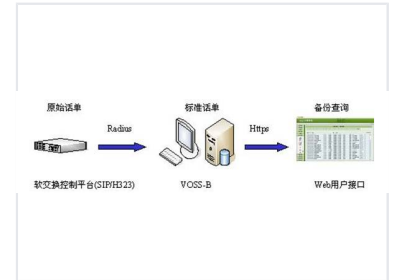 原始话单
标准话单
备份查询
Radius
Https
软交换控制平台(SIP/H323)
VOSS-B
Web用户接口